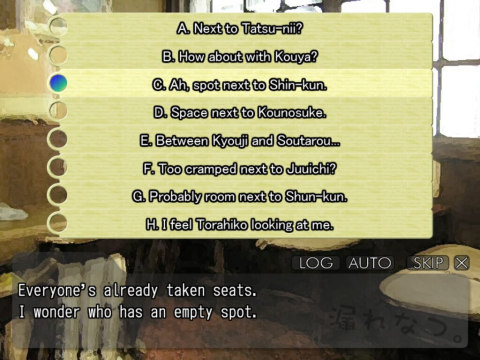 A. Next to Tatsu-nii?
B. How about with Kouya?
C. Ah, spot next to Shin-kun.
D. Space next to Kounosuke.
E. Between Kyouji and Soutarou...
F. Too cramped next to Juuichi?
G. Probably room next to Shun-kun.
H. I feel Torahiko looking at me.
LOG AUTO SKIP X
Everyone's already taken seats.
I wonder who has an empty spot.
漏れなつ。